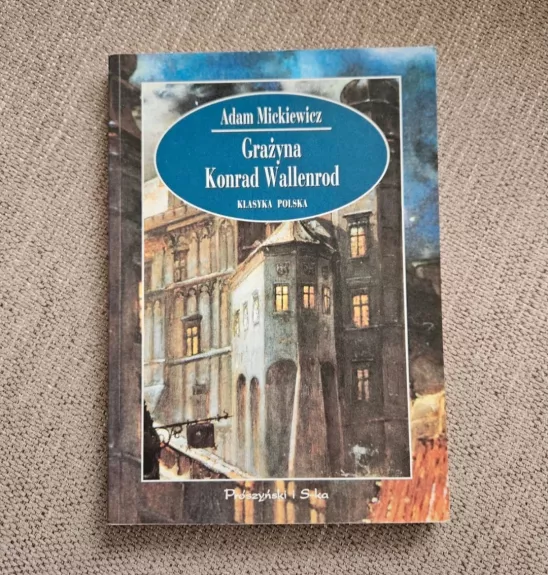 Adam Mickiewicz
Grażyna
Konrad Wallenrod
KLASYKA POLSKA
Prószyński i S-ka